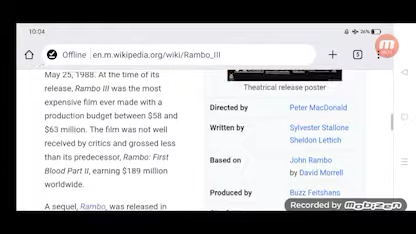 10:04
36%
Offline en.m.wikipedia.org/wiki/Rambo_III
5
May 25, 1988. At the time of its
release, Rambo III was the most
expensive film ever made with a
production budget between $58 and
$63 million. The film was not well
received by critics and grossed less
than its predecessor, Rambo: First
Blood Part II, earning $189 million
worldwide.
A sequel, Rambo, was released in
Theatrical release poster
Directed by Peter MacDonald
Written by Sylvester Stallone
Sheldon Lettich
Based on John Rambo
by David Morrell
Produced by Buzz Feitshans
Recorded by Mobizen